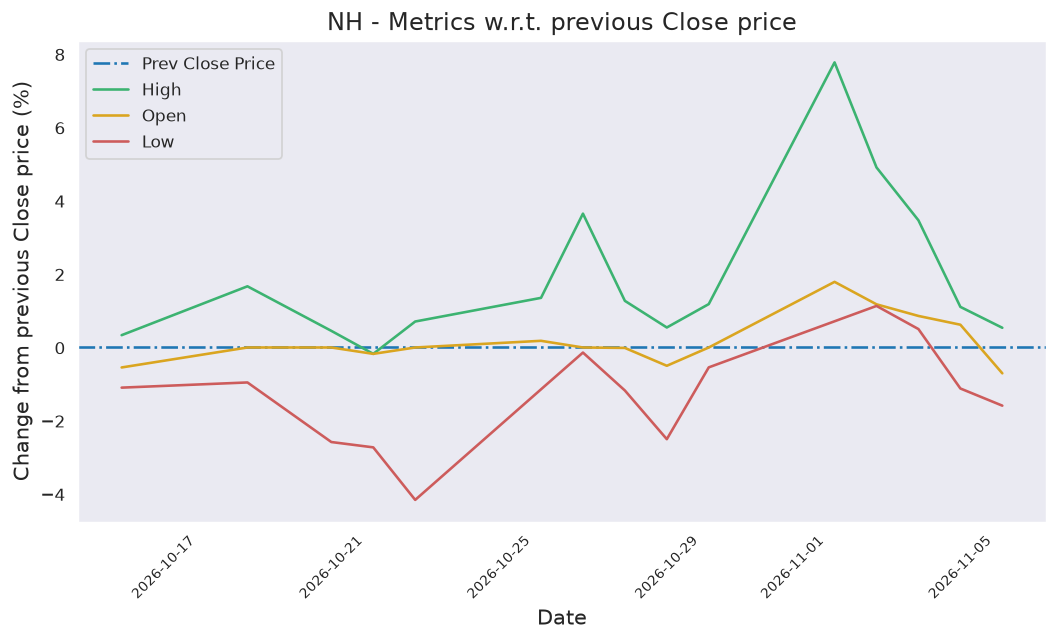 NH - Metrics w.r.t. previous Close price
Prev Close Price
High
Open
Low
Change from previous Close price (%)
8
6
4
2
0
−2
−4
2026-10-17
2026-10-21
2026-10-25
2026-10-29
2026-11-01
2026-11-05
Date